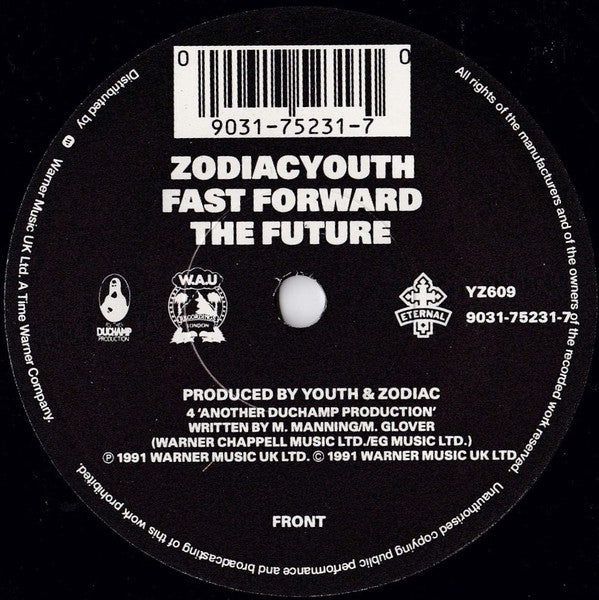 0 0
9031-75231-7
ZODIACYOUTH
FAST FORWARD
THE FUTURE
DUCHAMP
PRODUCTION
W.A.U
RECORDINGS
LONDON
ETERNAL
YZ609
9031-75231-7
PRODUCED BY YOUTH & ZODIAC
4 'ANOTHER DUCHAMP PRODUCTION'
WRITTEN BY M. MANNING/M. GLOVER
(WARNER CHAPPELL MUSIC LTD./EG MUSIC LTD.)
Ⓟ 1991 WARNER MUSIC UK LTD. © 1991 WARNER MUSIC UK LTD
FRONT
All rights of the manufacturers and of the owners of the recorded work reserved.
Unauthorised copying public performance and broadcasting of this work prohibited.
Distributed by Warner Music UK Ltd. A Time Warner Company.